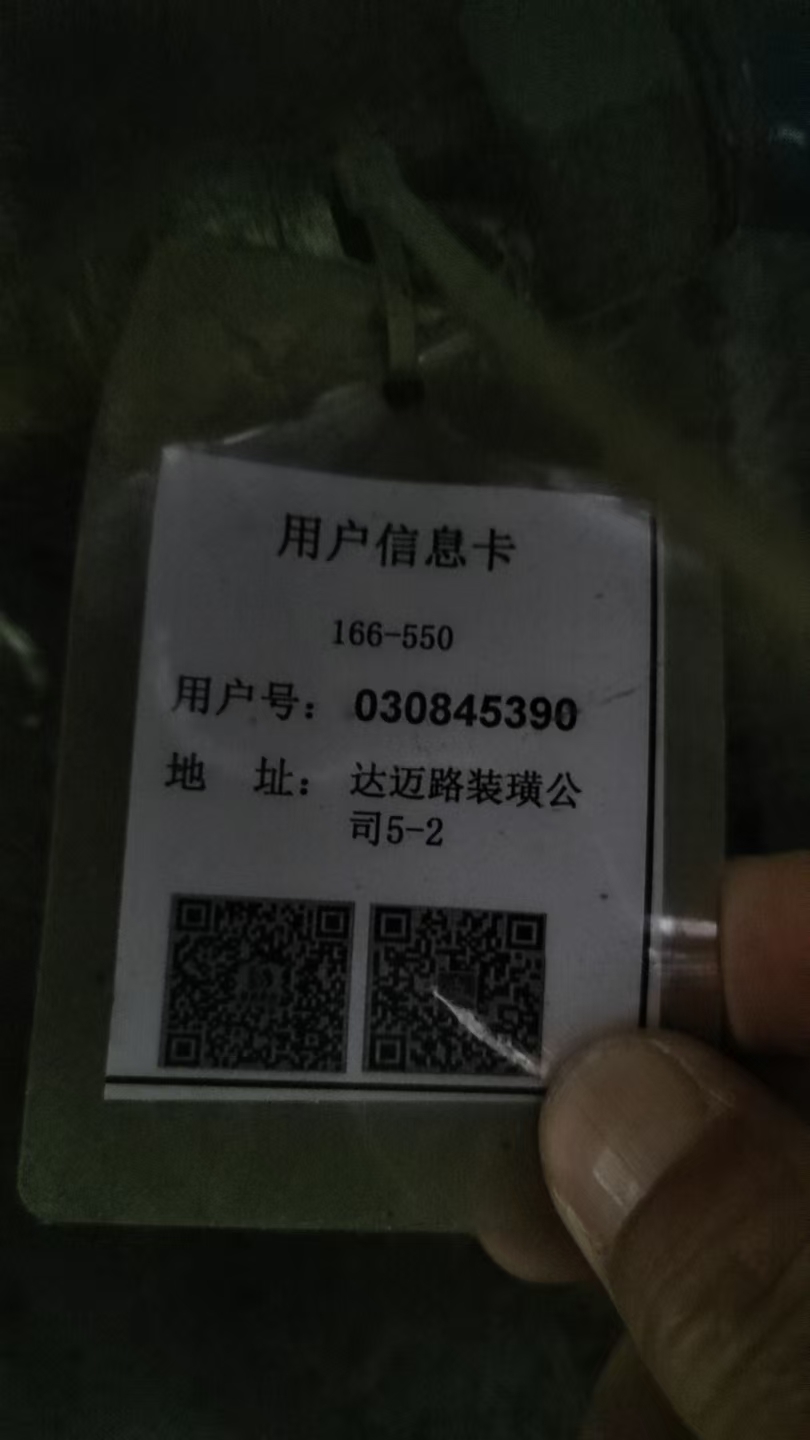 用户信息卡
166-550
用户号：030845390
地 址：达迈路装璜公
司5-2